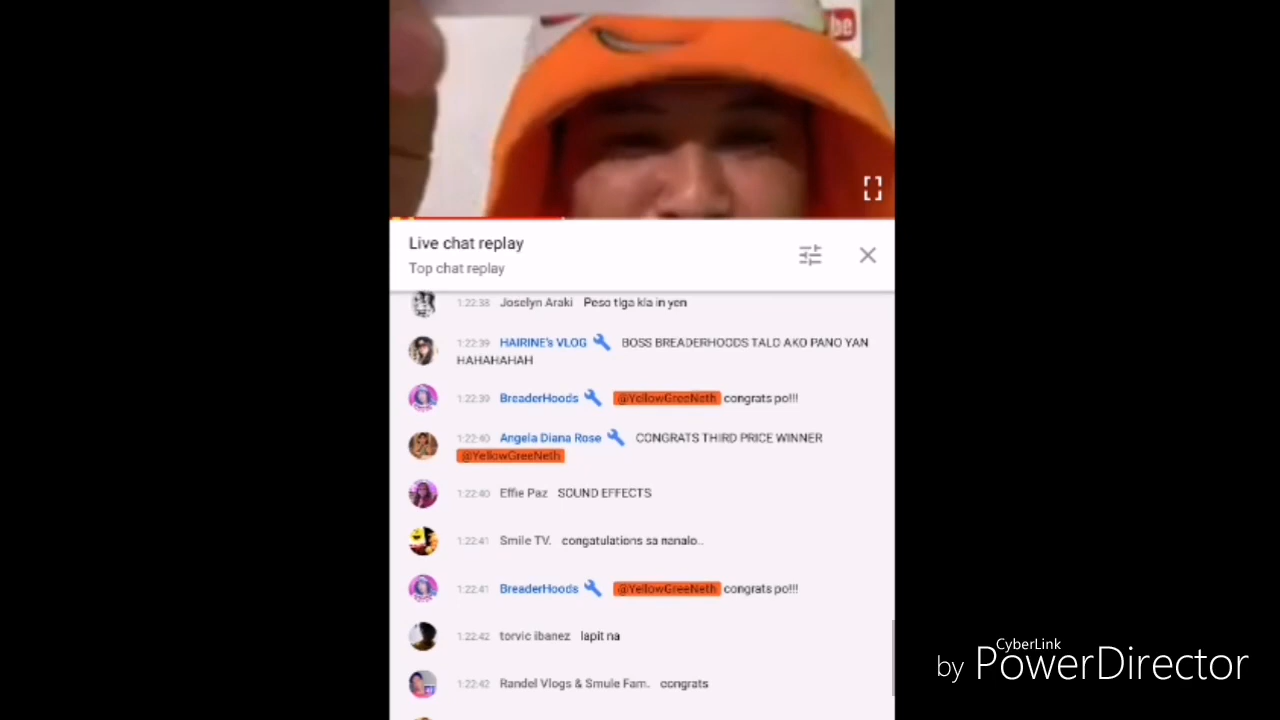 be
Live chat replay
Top chat replay
1:22:38 Joselyn Araki Peso tiga kla in yen
1:22:39 HAIRINE's VLOG BOSS BREADERHOODS TALO AKO PANO YAN
HAHAHAHAH
1:22:39 BreaderHoods @YellowGreeNeth congrats po!!!
1:22:40 Angela Diana Rose CONGRATS THIRD PRICE WINNER
@YellowGreeNeth
1:22:40 Effie Paz SOUND EFFECTS
1:22:41 Smile TV. congatulations sa nanalo..
1:22:41 BreaderHoods @YellowGreeNeth congrats po!!!
1:22:42 torvic ibanez lapit na
1:22:42 Randel Vlogs & Smule Fam. congrats
CyberLink
by PowerDirector